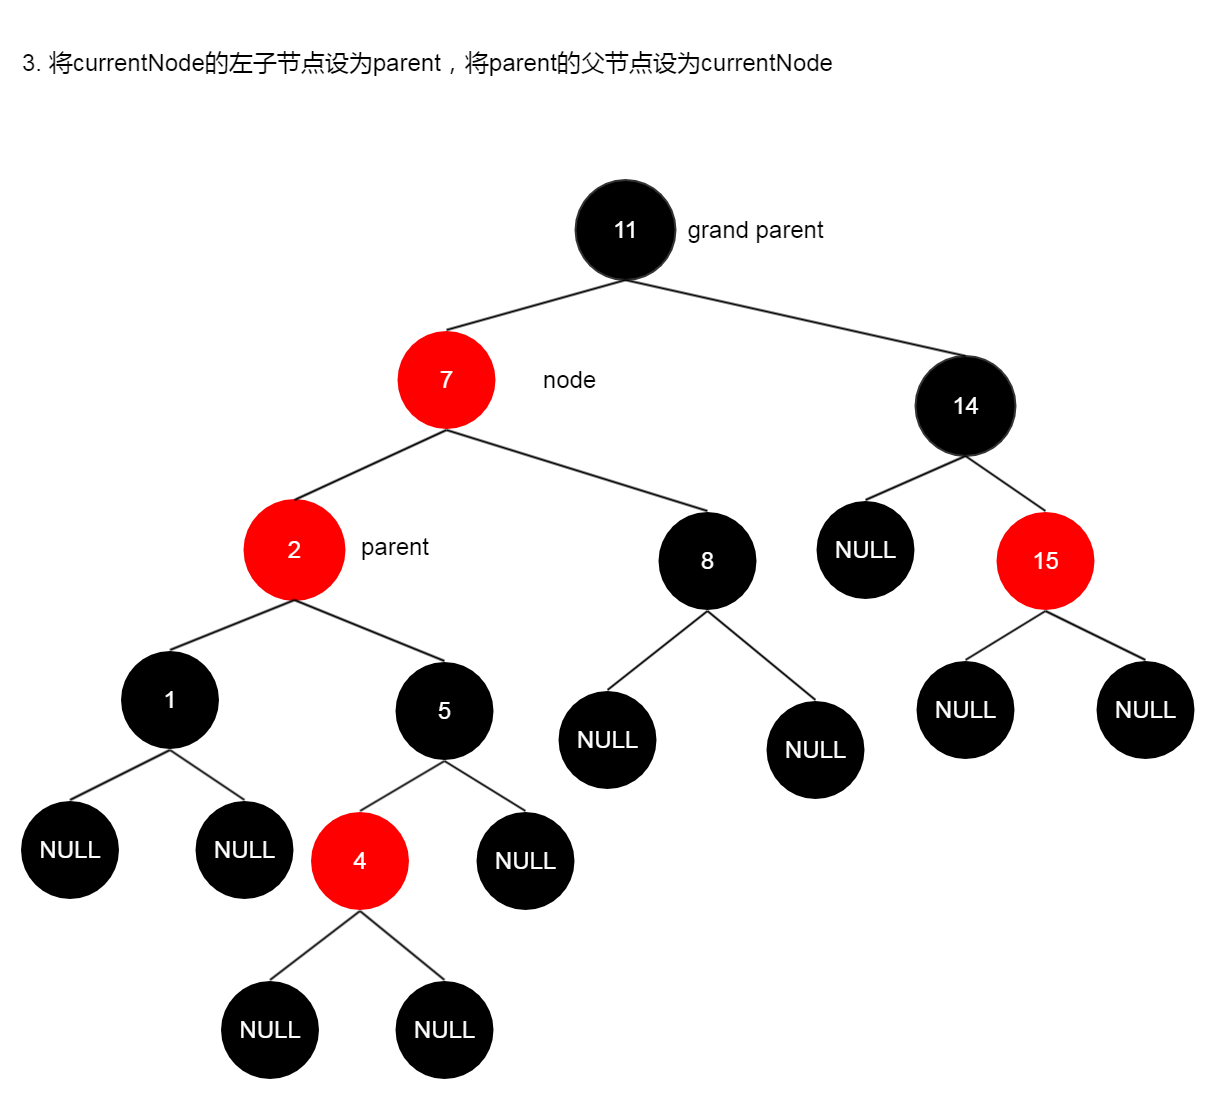 3. 将currentNode的左子节点设为parent，将parent的父节点设为currentNode
11
grand parent
7
node
14
2
parent
8
NULL
15
1
5
NULL
NULL
NULL
NULL
NULL
NULL
4
NULL
NULL
NULL